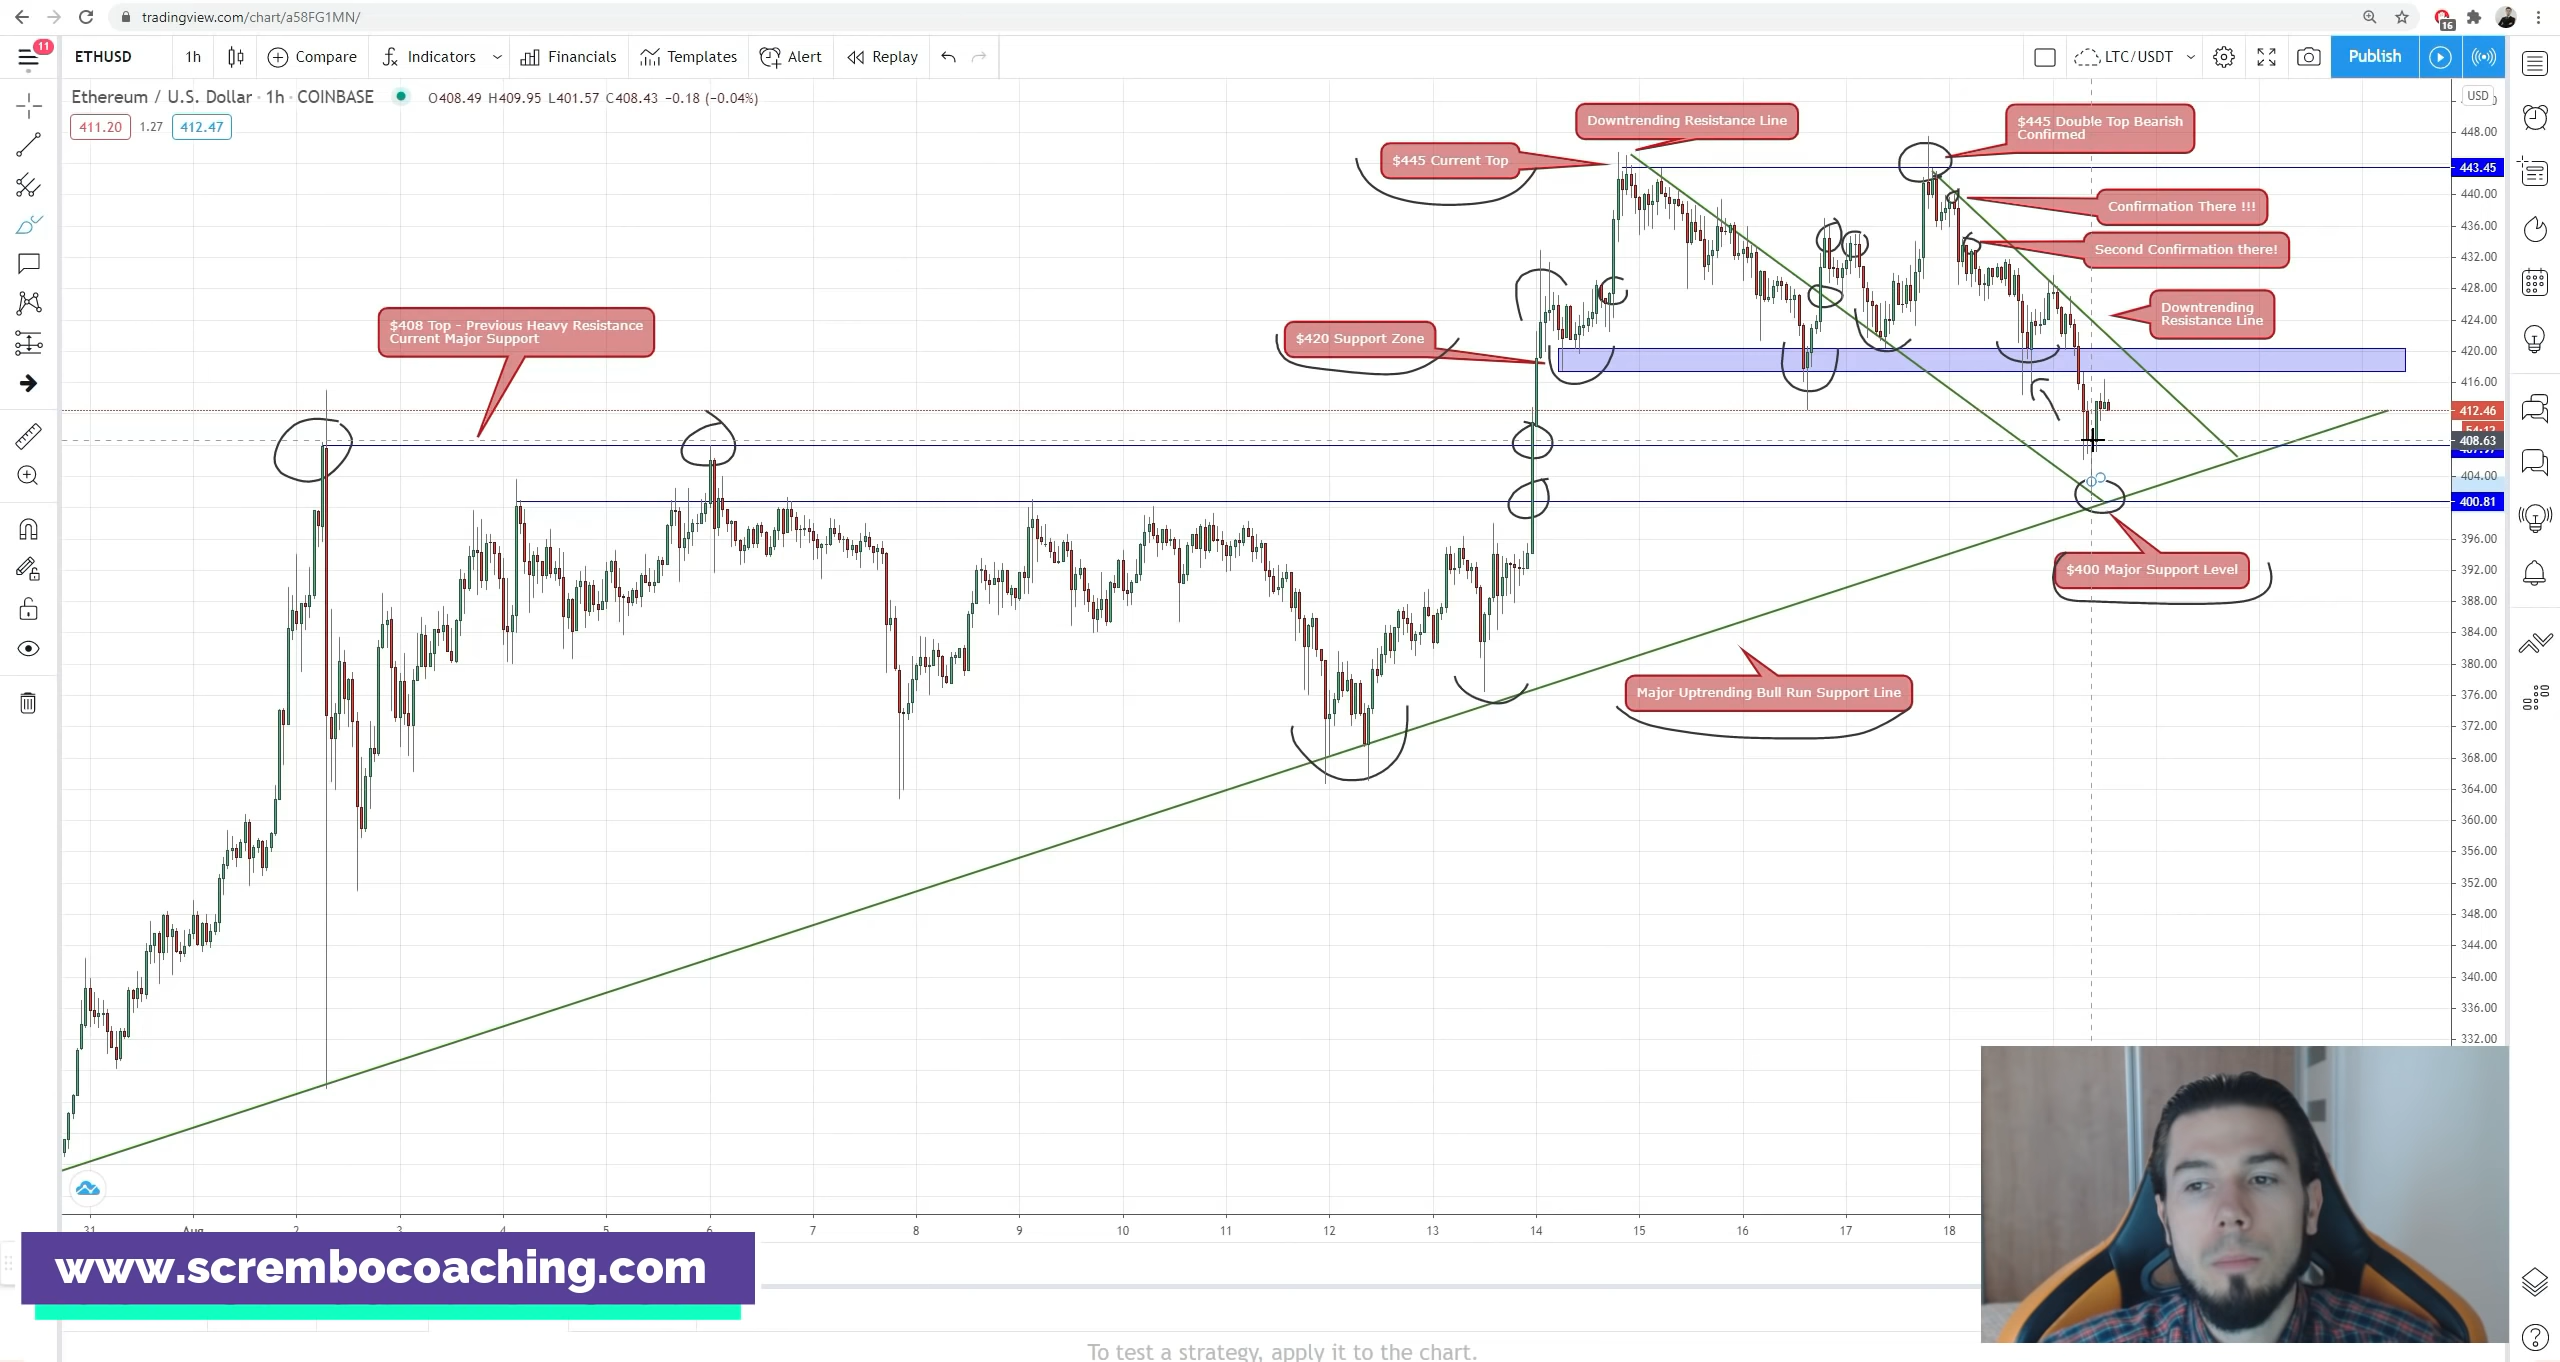 tradingview.com/chart/a58FG1MN/
16
11
ETHUSD
1h
Compare
Indicators
Financials
Templates
Alert
Replay
LTC/USDT
Publish
Ethereum / U.S. Dollar · 1h · COINBASE
O408.49 H409.95 L401.57 C408.43 −0.18 (−0.04%)
411.20
1.27
412.47
USD
Downtrending Resistance Line
$445 Current Top
$445 Double Top Bearish
Confirmed
Confirmation There !!!
Second Confirmation there!
Downtrending
Resistance Line
$408 Top - Previous Heavy Resistance
Current Major Support
$420 Support Zone
$400 Major Support Level
Major Uptrending Bull Run Support Line
448.00
443.45
440.00
436.00
432.00
428.00
424.00
420.00
416.00
412.46
408.63
404.00
400.81
396.00
392.00
388.00
384.00
380.00
376.00
372.00
368.00
364.00
360.00
356.00
352.00
348.00
344.00
340.00
336.00
332.00
31
Aug
2
3
4
5
6
7
8
9
10
11
12
13
14
15
16
17
18
www.scrembocoaching.com
To test a strategy, apply it to the chart.